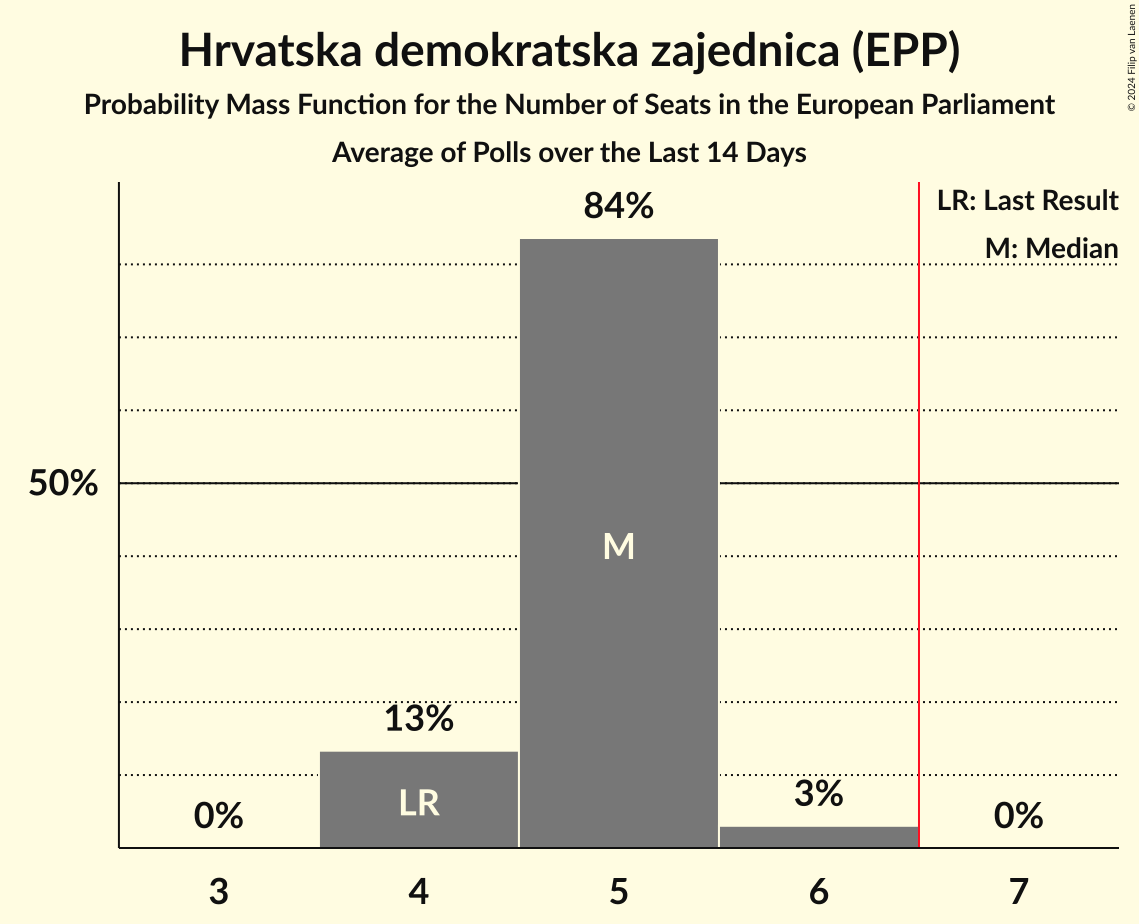 Hrvatska demokratska zajednica (EPP)
Probability Mass Function for the Number of Seats in the European Parliament
Average of Polls over the Last 14 Days
© 2024 Filip van Laenen
LR: Last Result
M: Median
84%
50%
M
13%
LR
3%
0%
0%
3 4 5 6 7